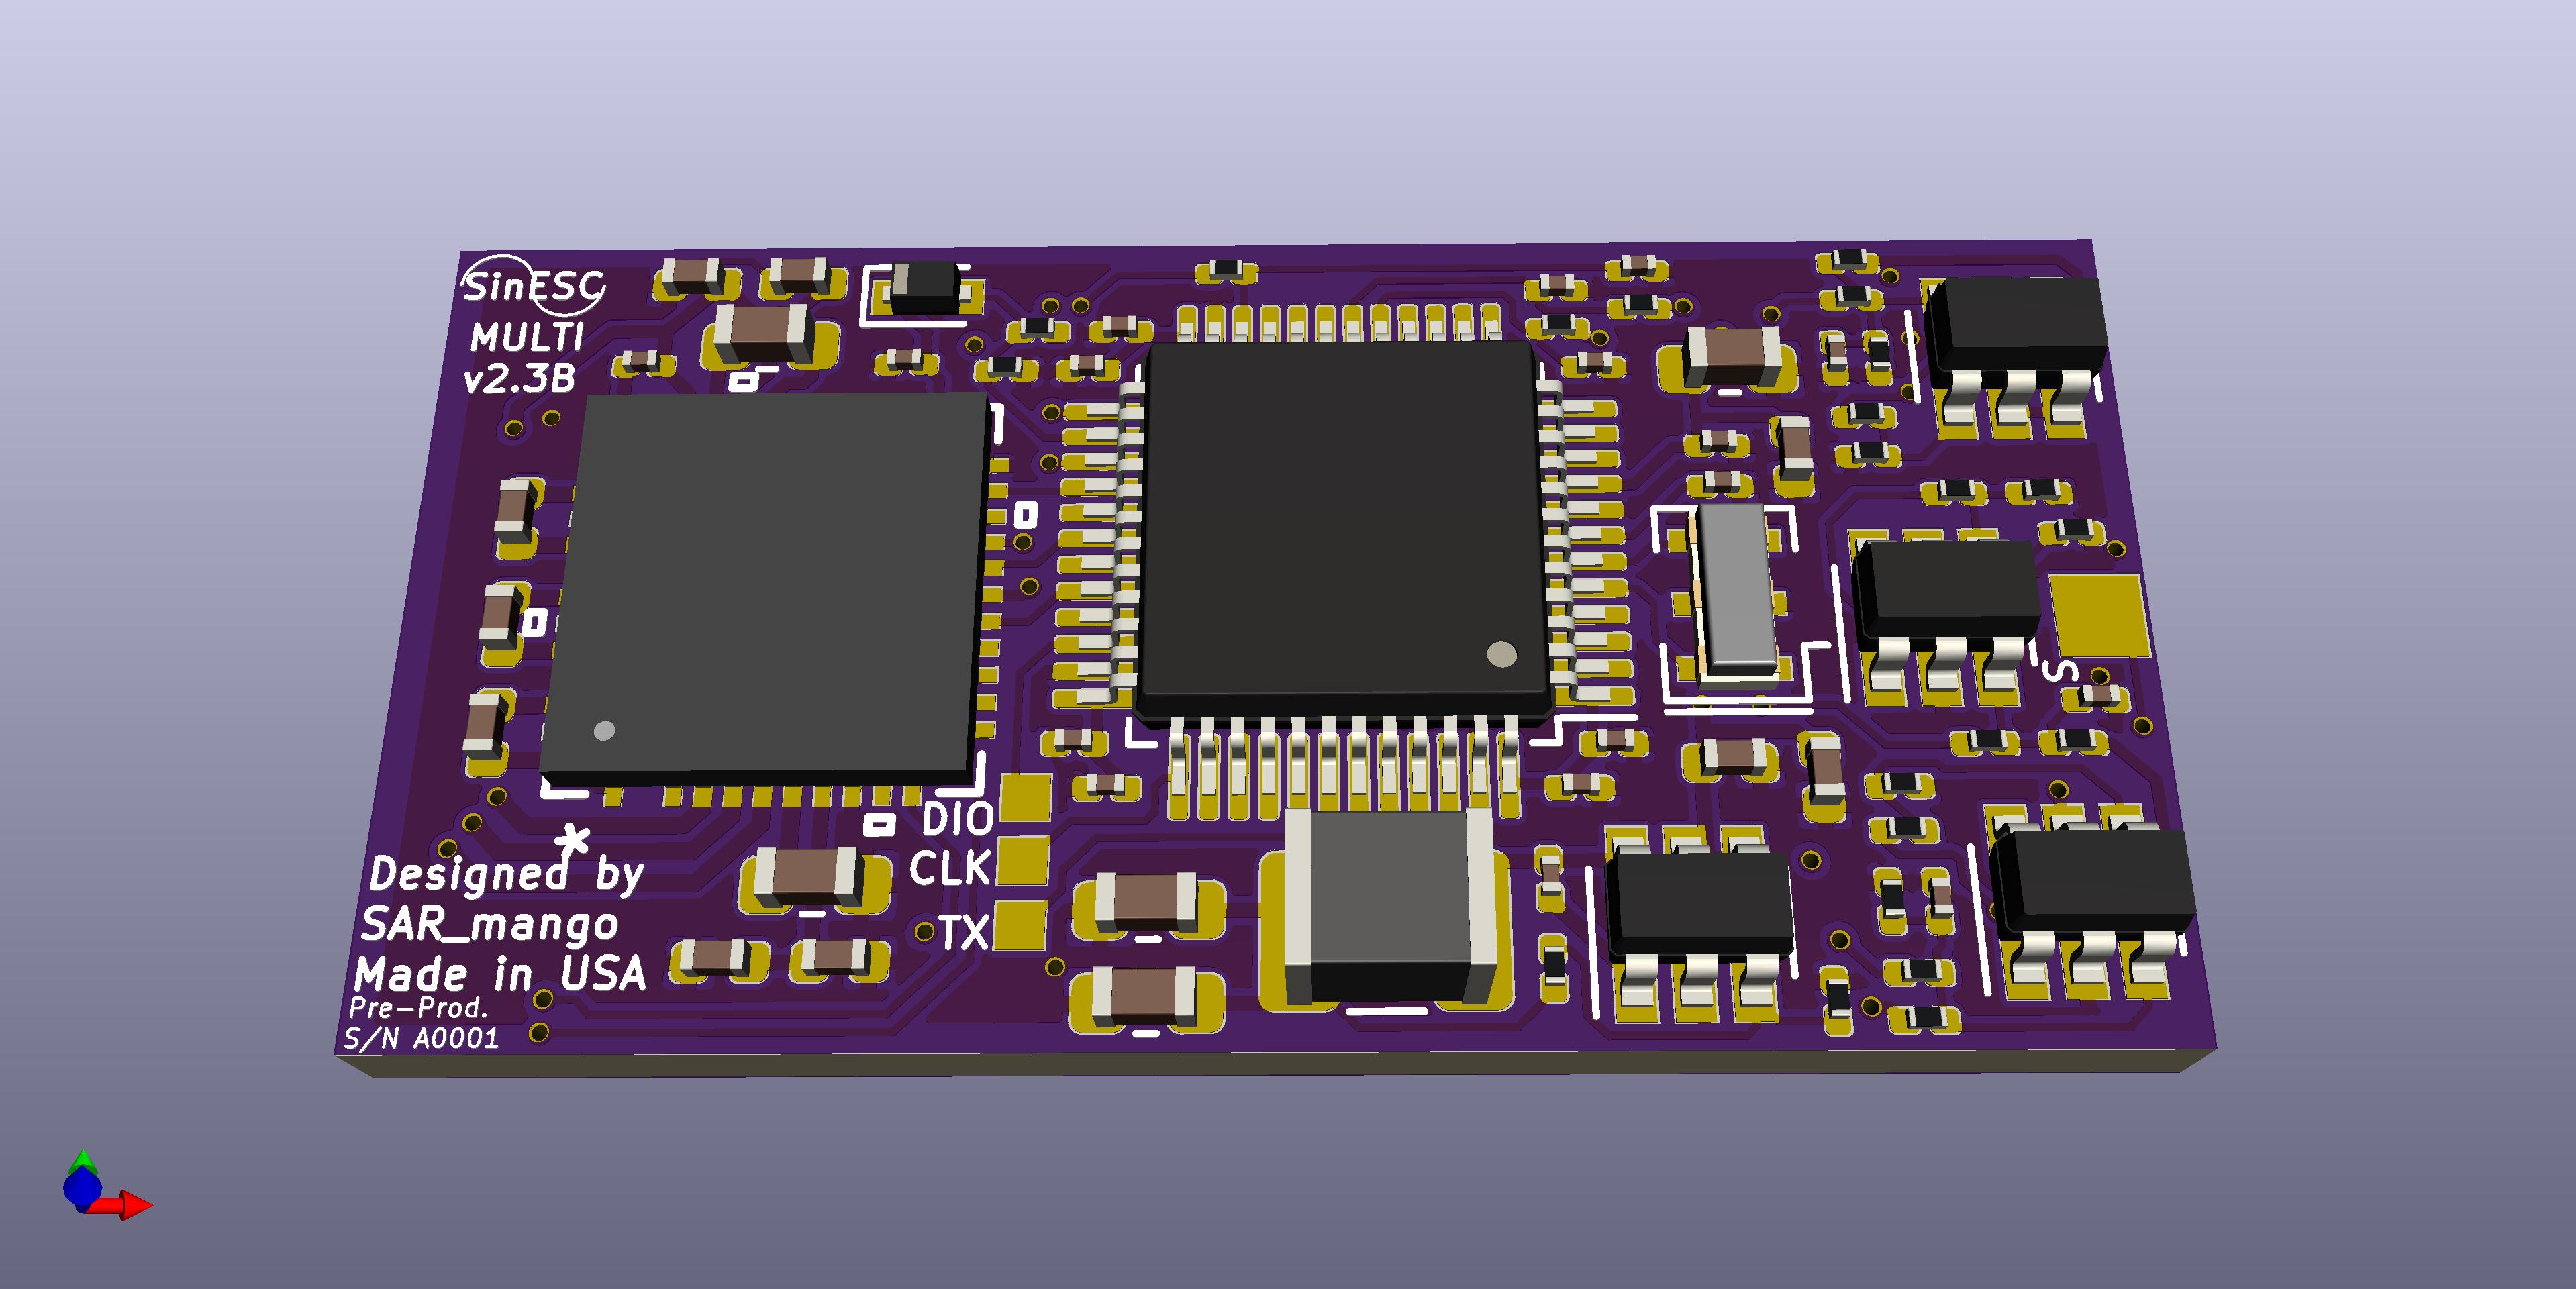 SinESC
MULTI
v2.3B
DIO
CLK
TX
S
*
Designed by
SAR_mango
Made in USA
Pre-Prod.
S/N A0001